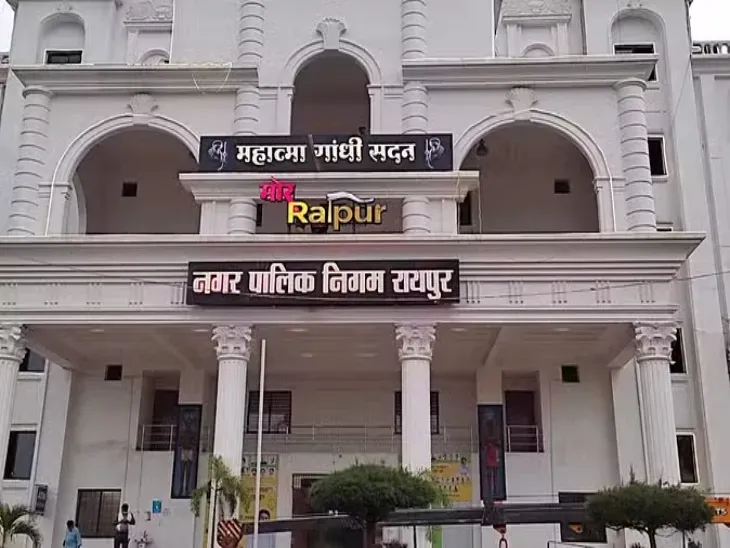 महात्मा गांधी सदन
मोर
Raipur
नगर पालिक निगम रायपुर